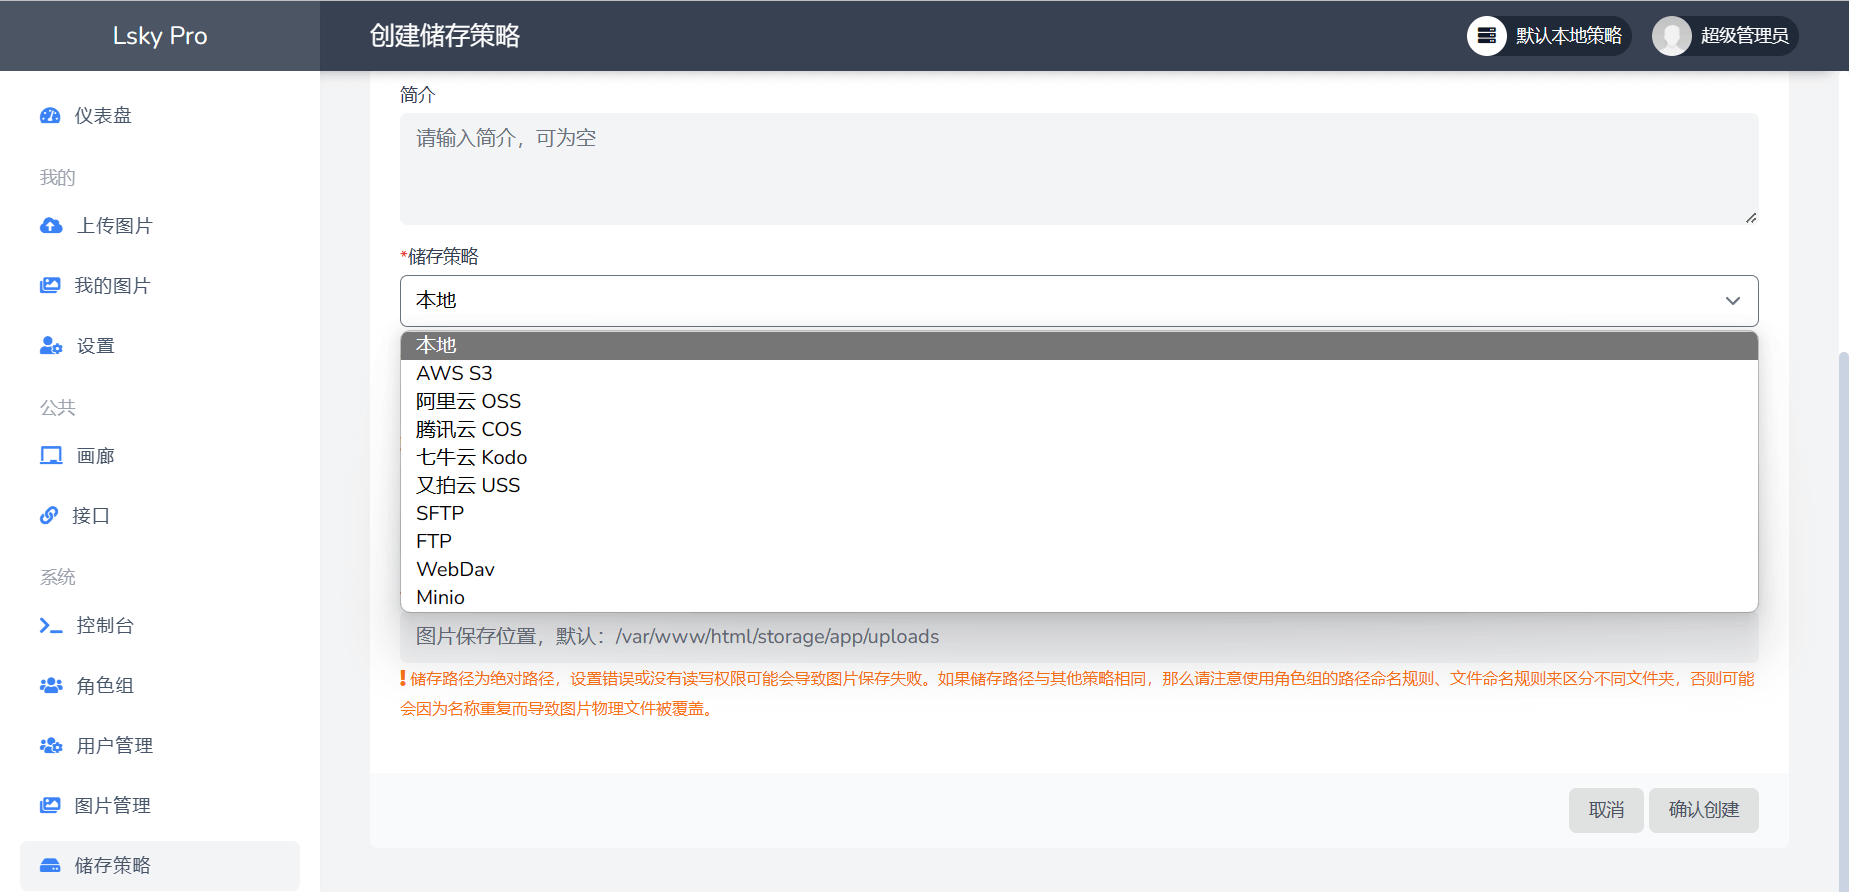 Lsky Pro
创建储存策略
默认本地策略
超级管理员
仪表盘
我的
上传图片
我的图片
设置
公共
画廊
接口
系统
控制台
角色组
用户管理
图片管理
储存策略
简介
请输入简介，可为空
*储存策略
本地
本地
AWS S3
阿里云 OSS
腾讯云 COS
七牛云 Kodo
又拍云 USS
SFTP
FTP
WebDav
Minio
图片保存位置，默认：/var/www/html/storage/app/uploads
储存路径为绝对路径，设置错误或没有读写权限可能会导致图片保存失败。如果储存路径与其他策略相同，那么请注意使用角色组的路径命名规则、文件命名规则来区分不同文件夹，否则可能
会因为名称重复而导致图片物理文件被覆盖。
取消
确认创建